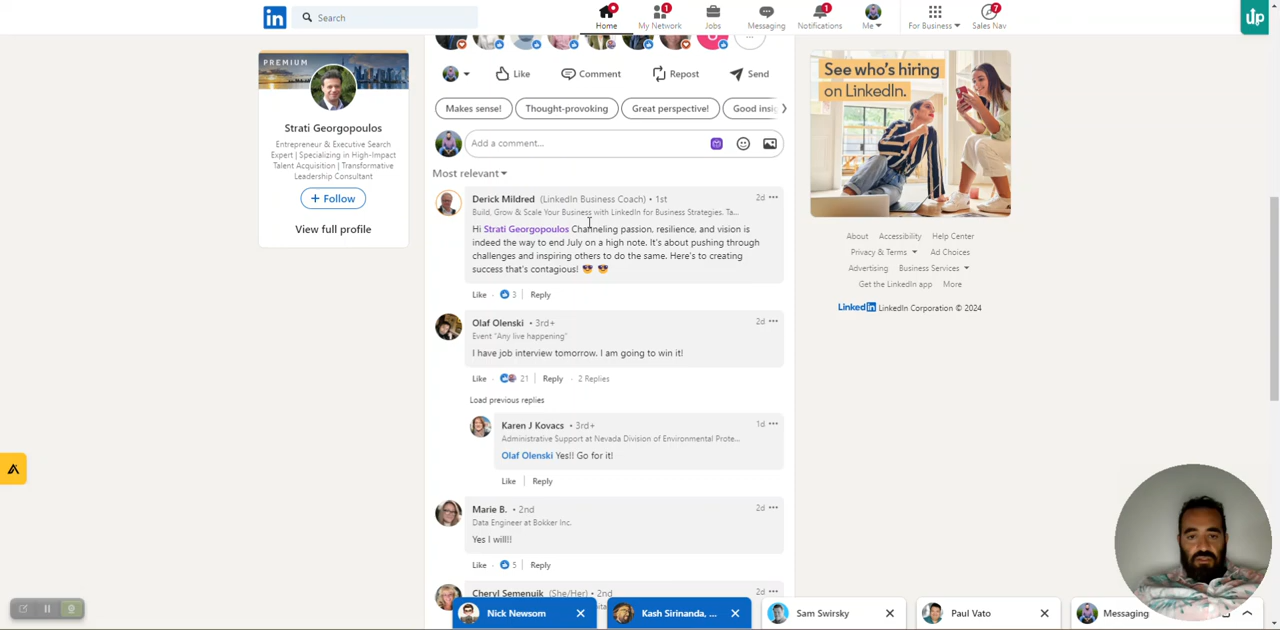 in
Search
Home
1
My Network
Jobs
Messaging
1
Notifications
Me
For Business
7
Sales Nav
up
PREMIUM
Strati Georgopoulos
Entrepreneur & Executive Search
Expert | Specializing in High-Impact
Talent Acquisition | Transformative
Leadership Consultant
+ Follow
View full profile
Like
Comment
Repost
Send
Makes sense!
Thought-provoking
Great perspective!
Good insig
Add a comment...
Most relevant
Derick Mildred (LinkedIn Business Coach) • 1st
2d
Build, Grow & Scale Your Business with LinkedIn for Business Strategies. Ta...
Hi Strati Georgopoulos Channeling passion, resilience, and vision is
indeed the way to end July on a high note. It's about pushing through
challenges and inspiring others to do the same. Here's to creating
success that's contagious! 😎 😎
Like · 3 | Reply
Olaf Olenski • 3rd+
2d
Event "Any live happening"
I have job interview tomorrow. I am going to win it!
Like · 21 | Reply · 2 Replies
Load previous replies
Karen J Kovacs • 3rd+
1d
Administrative Support at Nevada Division of Environmental Prote...
Olaf Olenski Yes!! Go for it!
Like | Reply
Marie B. • 2nd
2d
Data Engineer at Bokker Inc.
Yes I will!!
Like · 5 | Reply
Cheryl Semenuik (She/Her) • 2nd
2d
See who's hiring
on LinkedIn.
About Accessibility Help Center
Privacy & Terms Ad Choices
Advertising Business Services
Get the LinkedIn app More
LinkedIn LinkedIn Corporation © 2024
Nick Newsom
Kash Sirinanda, ...
Sam Swirsky
Paul Vato
Messaging